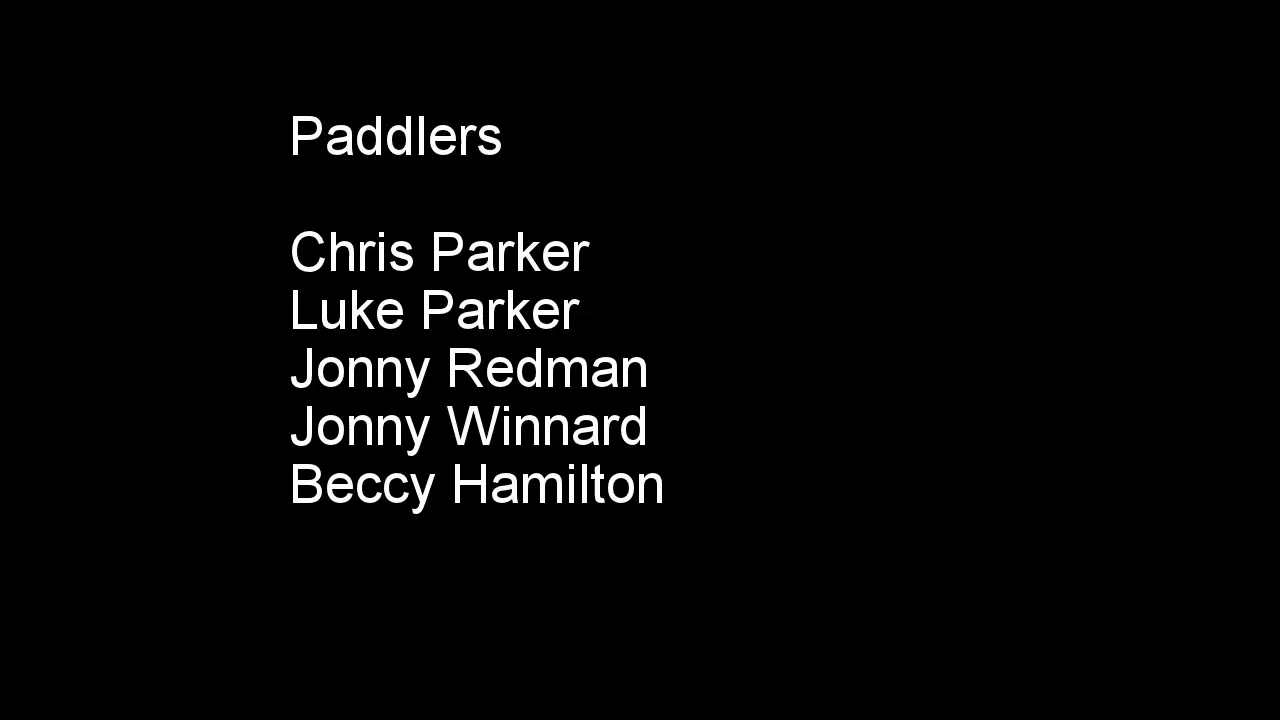 Paddlers
Chris Parker
Luke Parker
Jonny Redman
Jonny Winnard
Beccy Hamilton